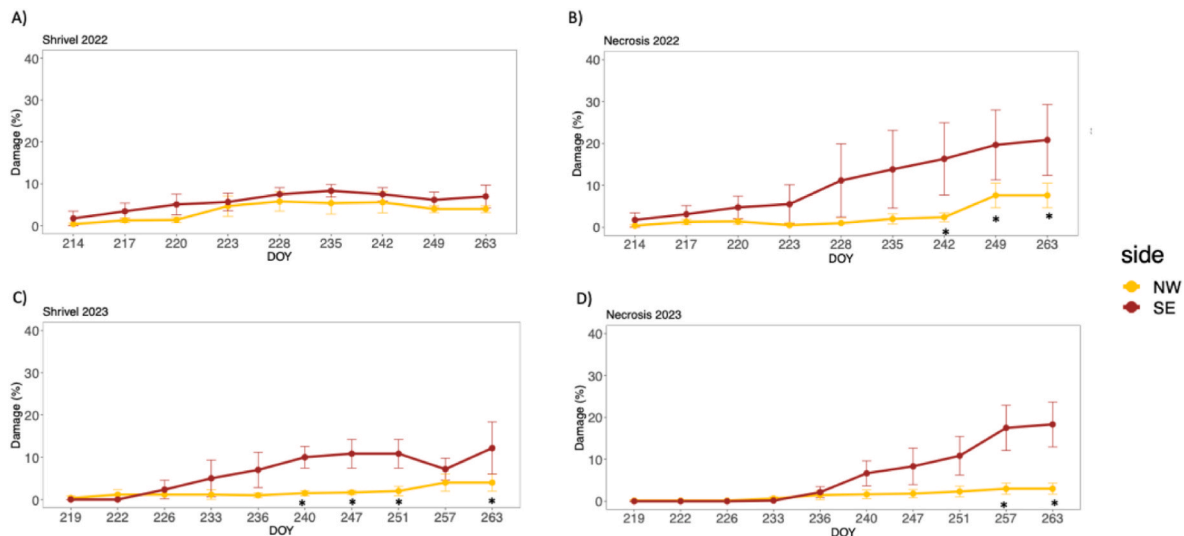 A)
Shrivel 2022
40
30
20
10
0
Damage (%)
214 217 220 223 228 235 242 249 263
DOY
B)
Necrosis 2022
40
30
20
10
0
Damage (%)
* * *
214 217 220 223 228 235 242 249 263
DOY
side
NW
SE
C)
Shrivel 2023
40
30
20
10
0
Damage (%)
* * * *
219 222 226 233 236 240 247 251 257 263
DOY
D)
Necrosis 2023
40
30
20
10
0
Damage (%)
* *
219 222 226 233 236 240 247 251 257 263
DOY